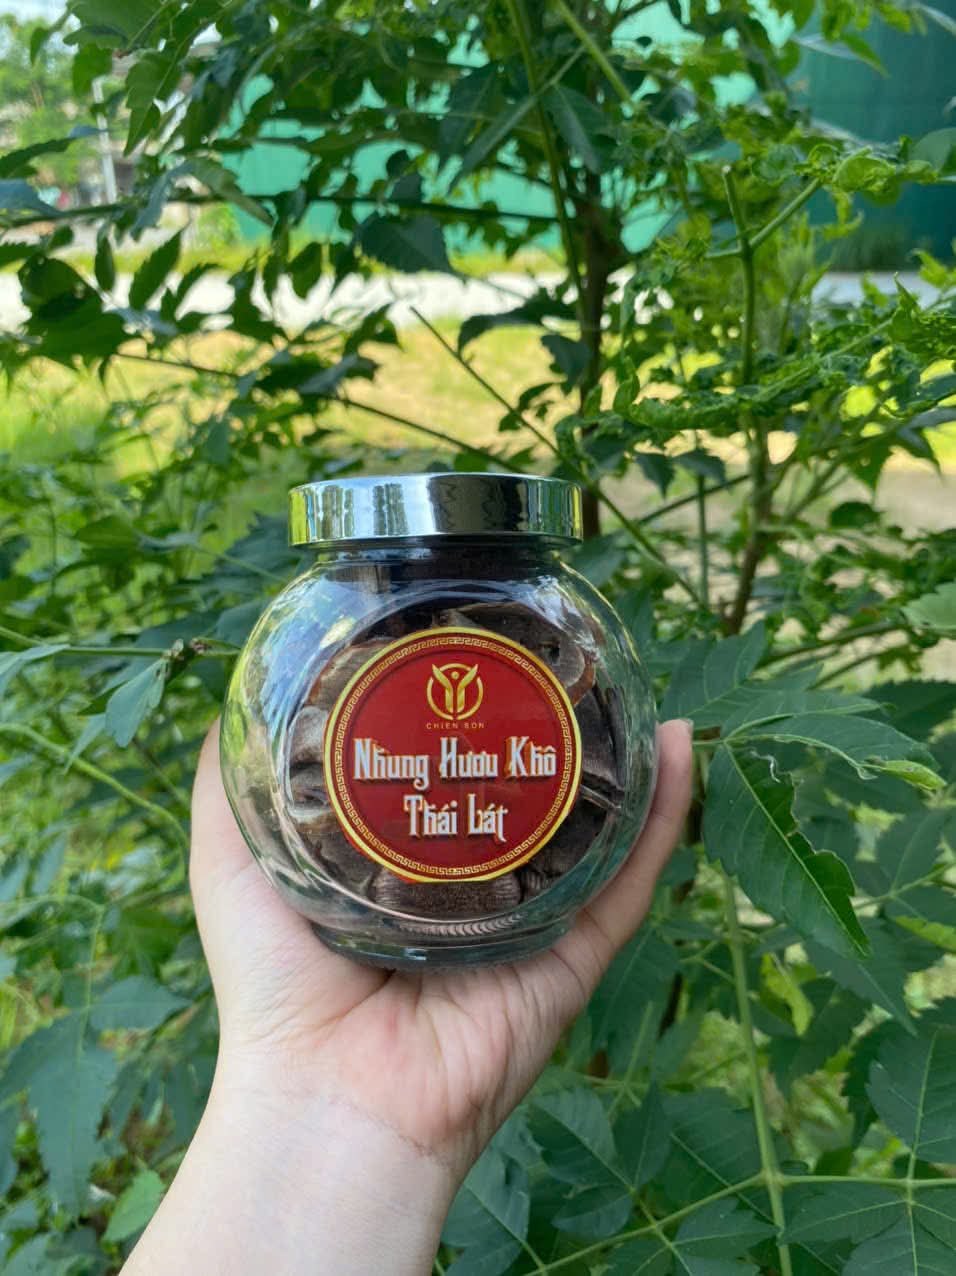 CHIEN SON
Nhung Hươu Khô
Thái Lát